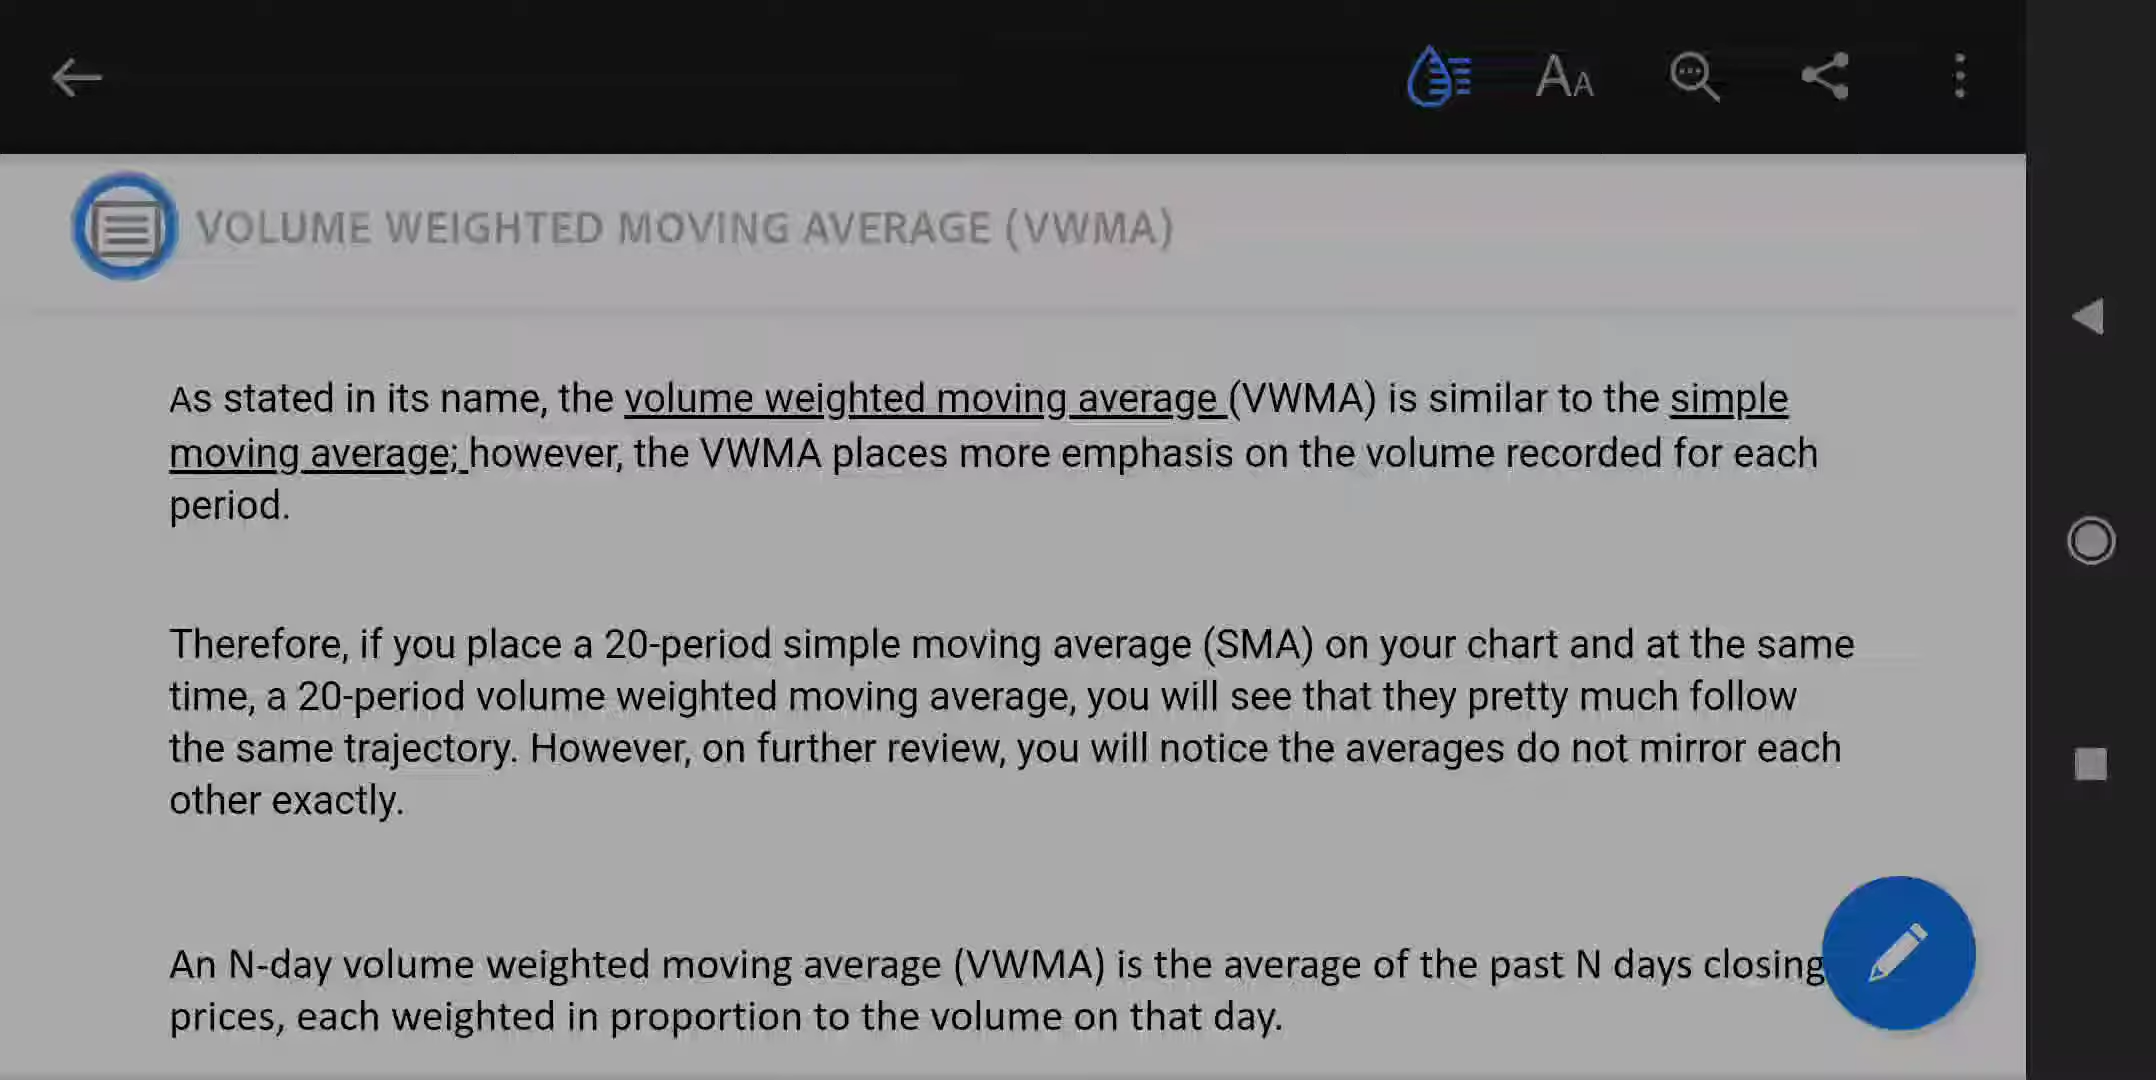 AA
VOLUME WEIGHTED MOVING AVERAGE (VWMA)
As stated in its name, the volume weighted moving average (VWMA) is similar to the simple
moving average; however, the VWMA places more emphasis on the volume recorded for each
period.
Therefore, if you place a 20-period simple moving average (SMA) on your chart and at the same
time, a 20-period volume weighted moving average, you will see that they pretty much follow
the same trajectory. However, on further review, you will notice the averages do not mirror each
other exactly.
An N-day volume weighted moving average (VWMA) is the average of the past N days closing
prices, each weighted in proportion to the volume on that day.